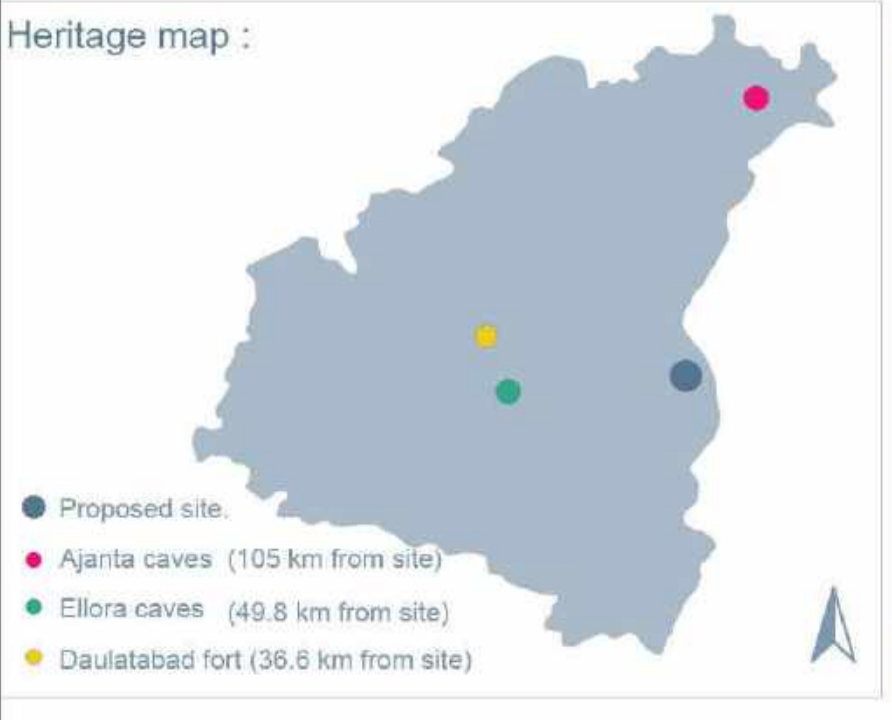 Heritage map :
Proposed site.
Ajanta caves (105 km from site)
Ellora caves (49.8 km from site)
Daulatabad fort (36.6 km from site)